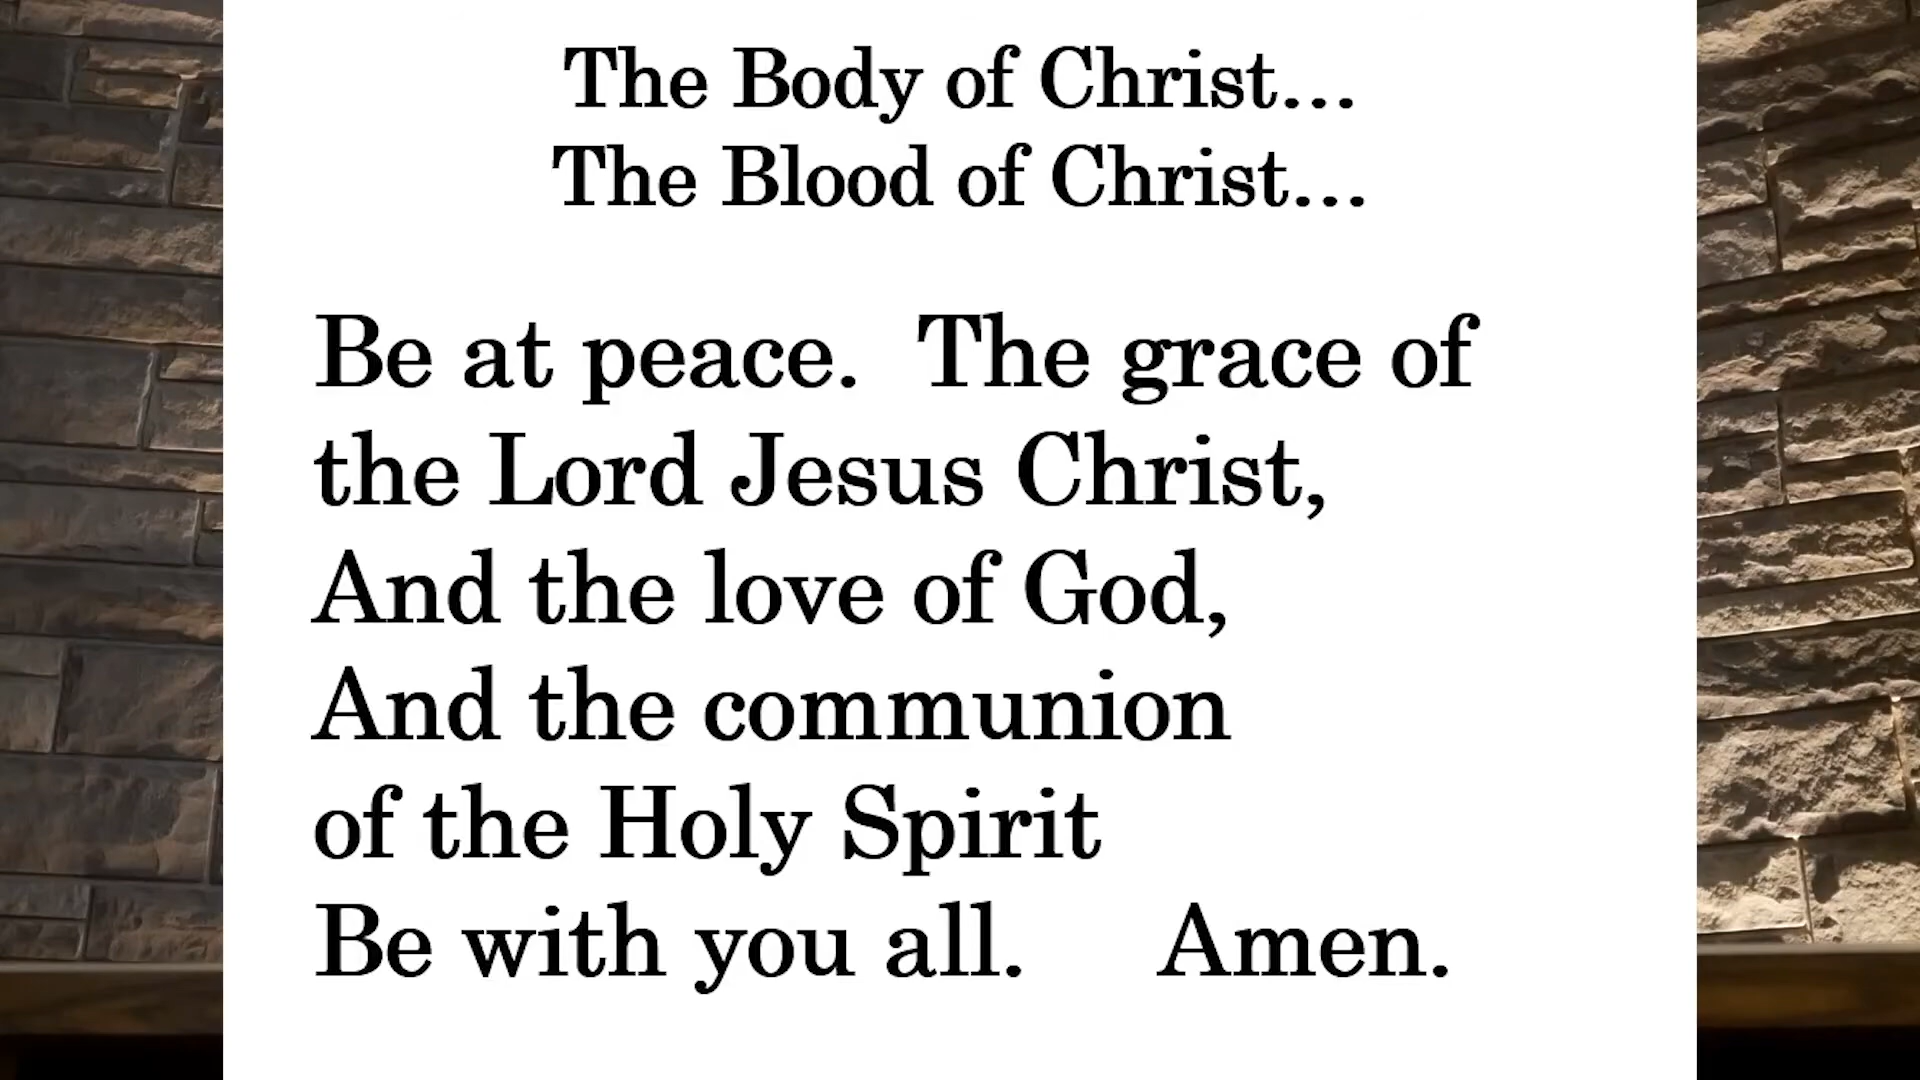 The Body of Christ...
The Blood of Christ...
Be at peace.  The grace of
the Lord Jesus Christ,
And the love of God,
And the communion
of the Holy Spirit
Be with you all.    Amen.